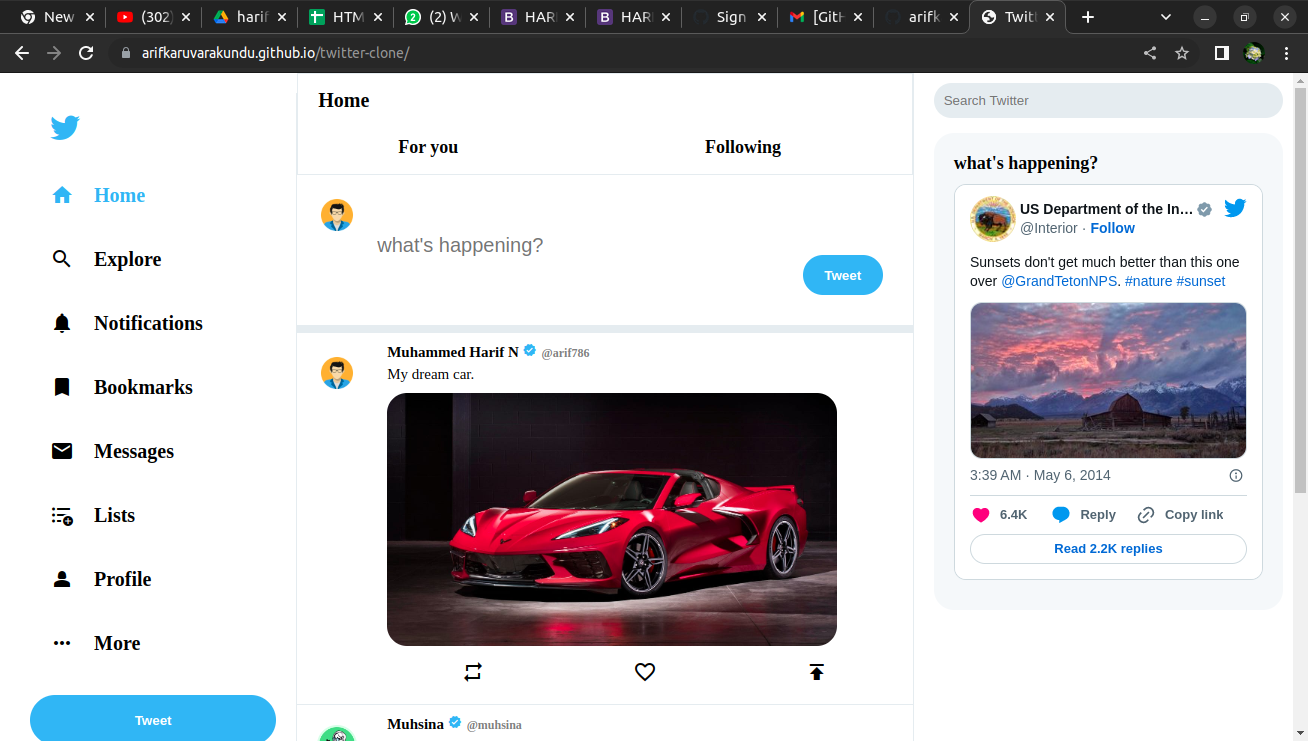 New
(302)
harif
HTM
(2) W
HAR
HAR
Sign
[GitH
arifk
Twitt
arifkaruvarakundu.github.io/twitter-clone/
Home
Explore
Notifications
Bookmarks
Messages
Lists
Profile
More
Tweet
Home
For you Following
what's happening?
Tweet
Muhammed Harif N @arif786
My dream car.
Muhsina @muhsina
Search Twitter
what's happening?
US Department of the In...
@Interior · Follow
Sunsets don't get much better than this one
over @GrandTetonNPS. #nature #sunset
3:39 AM · May 6, 2014
6.4K Reply Copy link
Read 2.2K replies